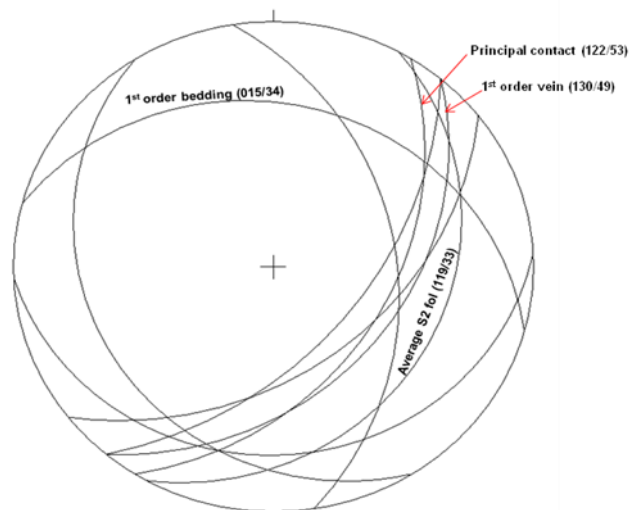 Principal contact (122/53)
1st order vein (130/49)
1st order bedding (015/34)
Average S2 fol (119/33)